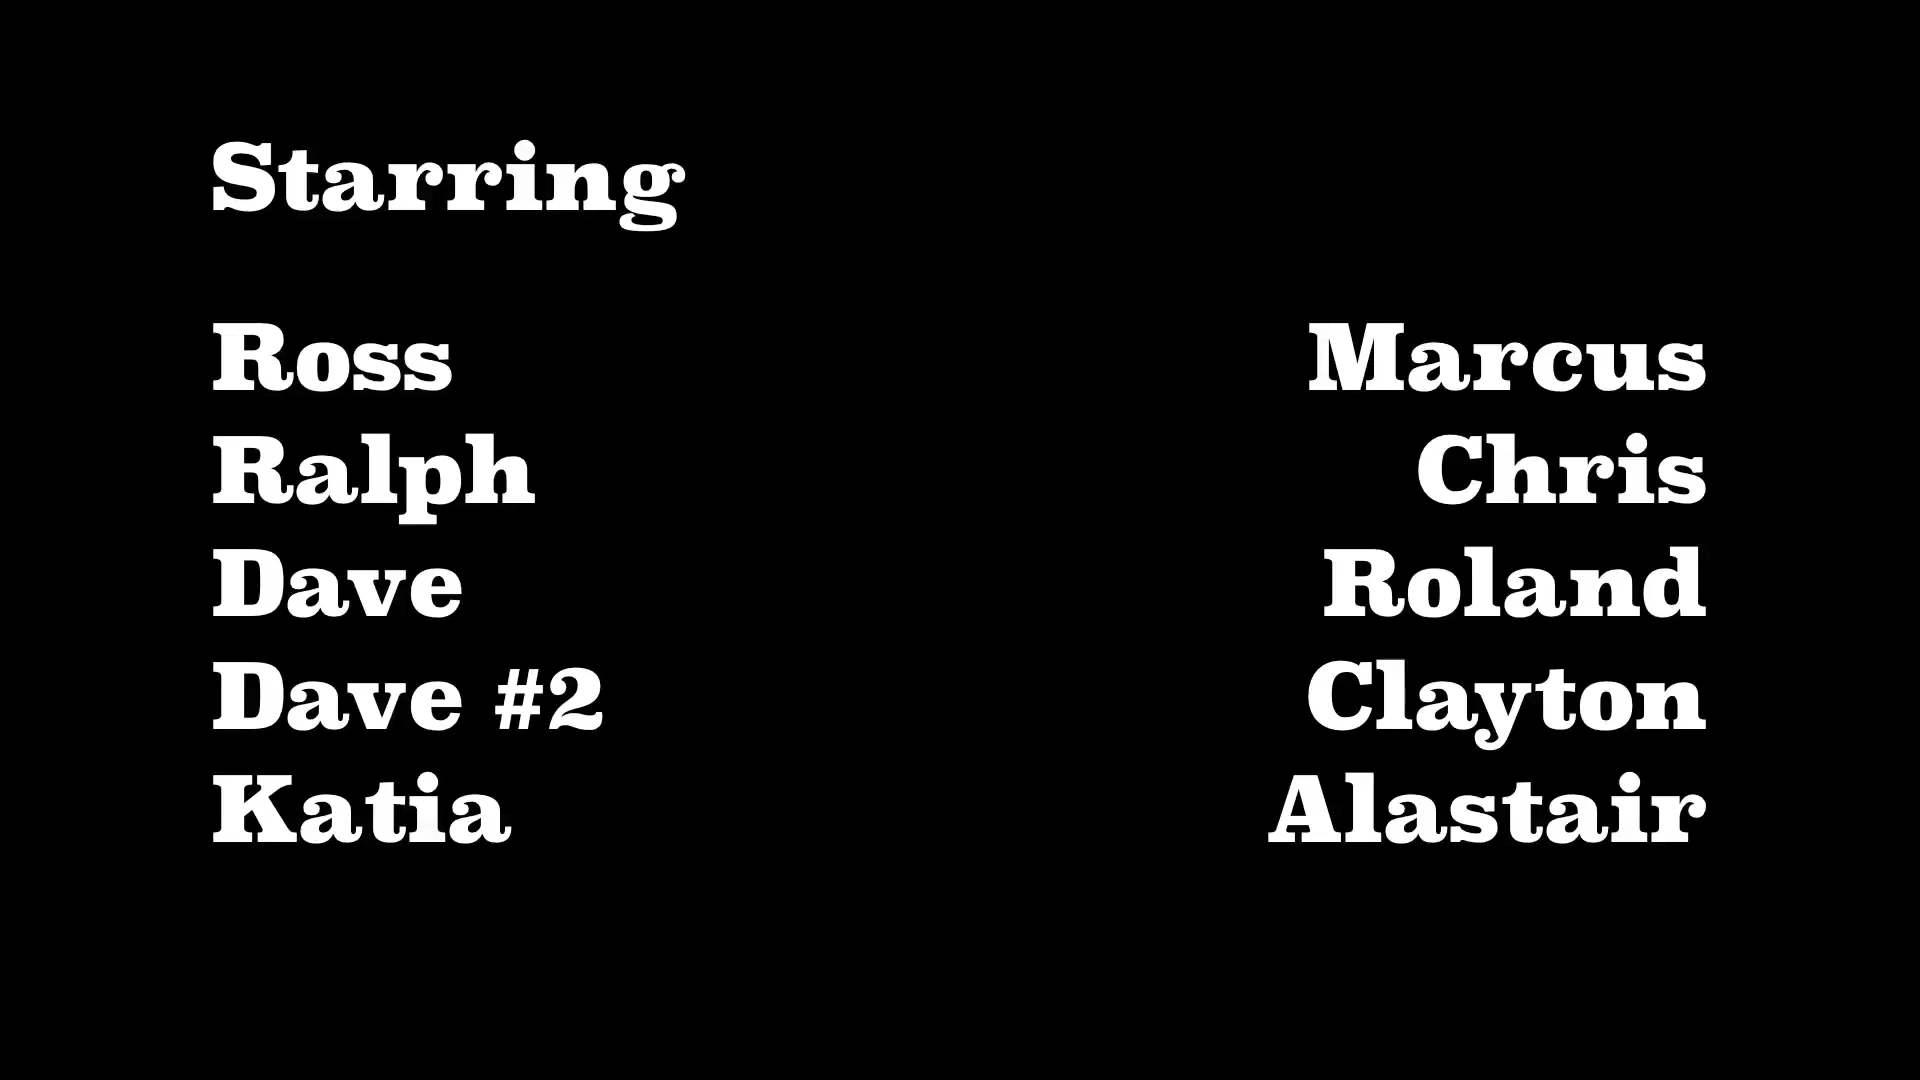 Starring
Ross
Ralph
Dave
Dave #2
Katia
Marcus
Chris
Roland
Clayton
Alastair